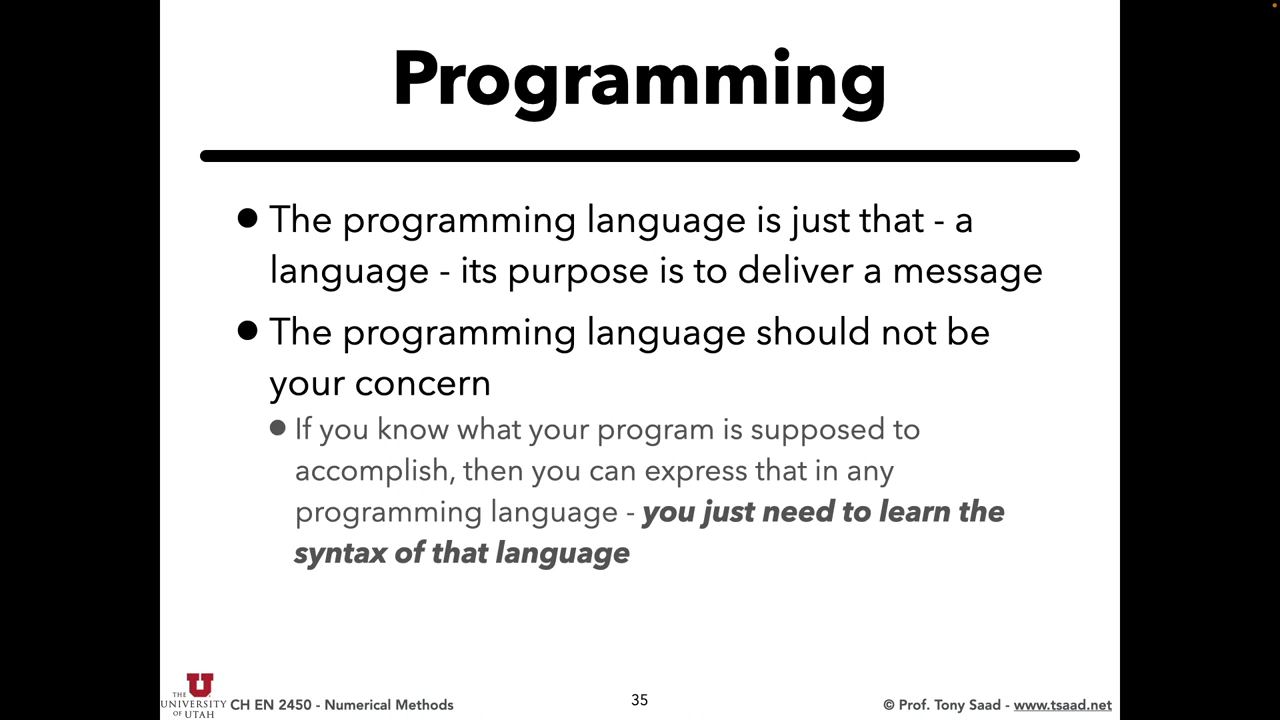 Programming
● The programming language is just that - a
language - its purpose is to deliver a message
● The programming language should not be
your concern
● If you know what your program is supposed to
accomplish, then you can express that in any
programming language - you just need to learn the
syntax of that language
THE
UNIVERSITY
OF UTAH
CH EN 2450 - Numerical Methods
35
© Prof. Tony Saad - www.tsaad.net